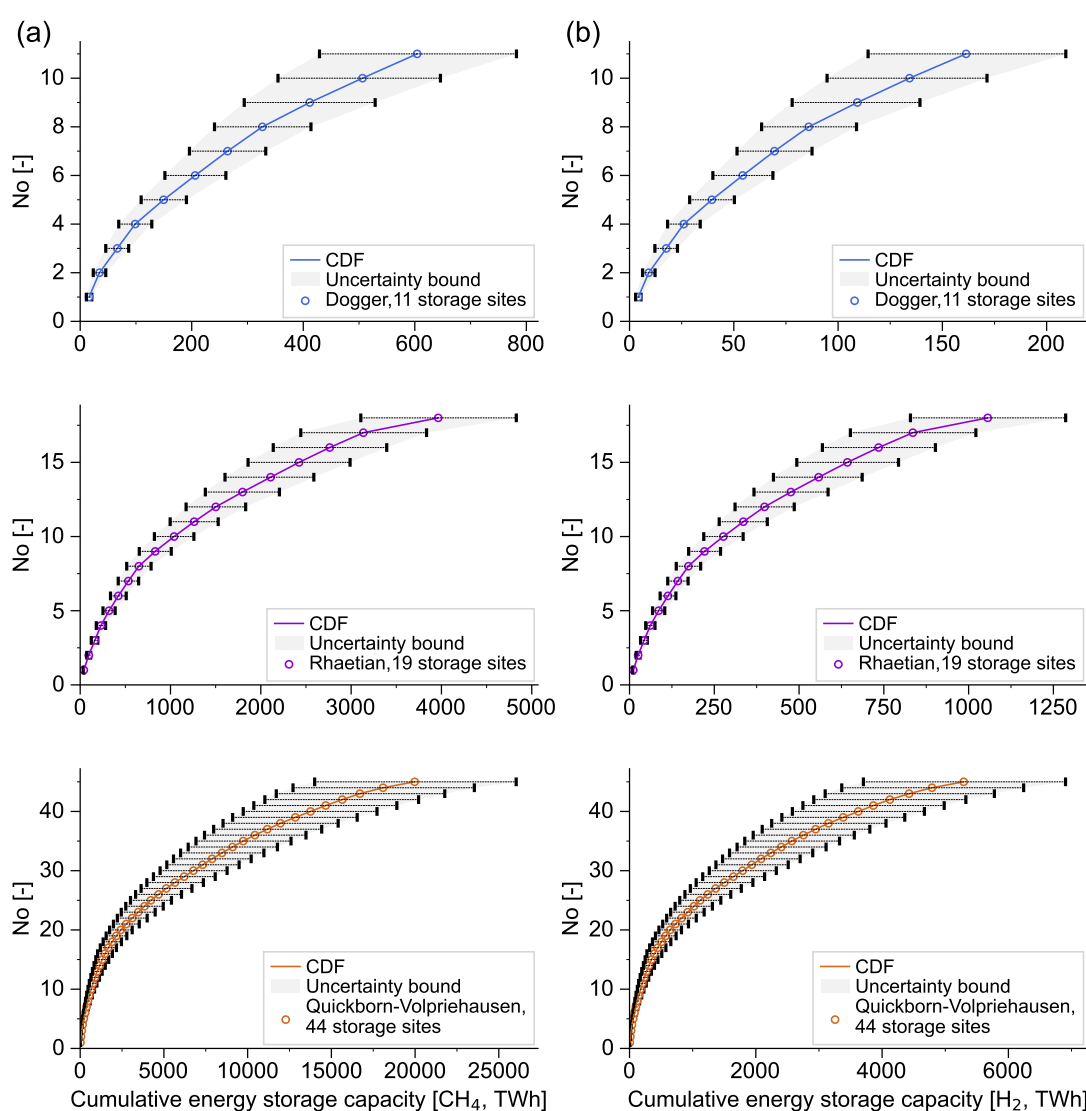 (a)
(b)
No [-]
10
8
6
4
2
0
0
200
400
600
800
CDF
Uncertainty bound
Dogger,11 storage sites
No [-]
10
8
6
4
2
0
0
50
100
150
200
CDF
Uncertainty bound
Dogger,11 storage sites
No [-]
15
10
5
0
0
1000
2000
3000
4000
5000
CDF
Uncertainty bound
Rhaetian,19 storage sites
No [-]
15
10
5
0
0
250
500
750
1000
1250
CDF
Uncertainty bound
Rhaetian,19 storage sites
No [-]
40
30
20
10
0
0
5000
10000
15000
20000
25000
CDF
Uncertainty bound
Quickborn-Volpriehausen,
44 storage sites
Cumulative energy storage capacity [CH₄, TWh]
No [-]
40
30
20
10
0
0
2000
4000
6000
CDF
Uncertainty bound
Quickborn-Volpriehausen,
44 storage sites
Cumulative energy storage capacity [H₂, TWh]